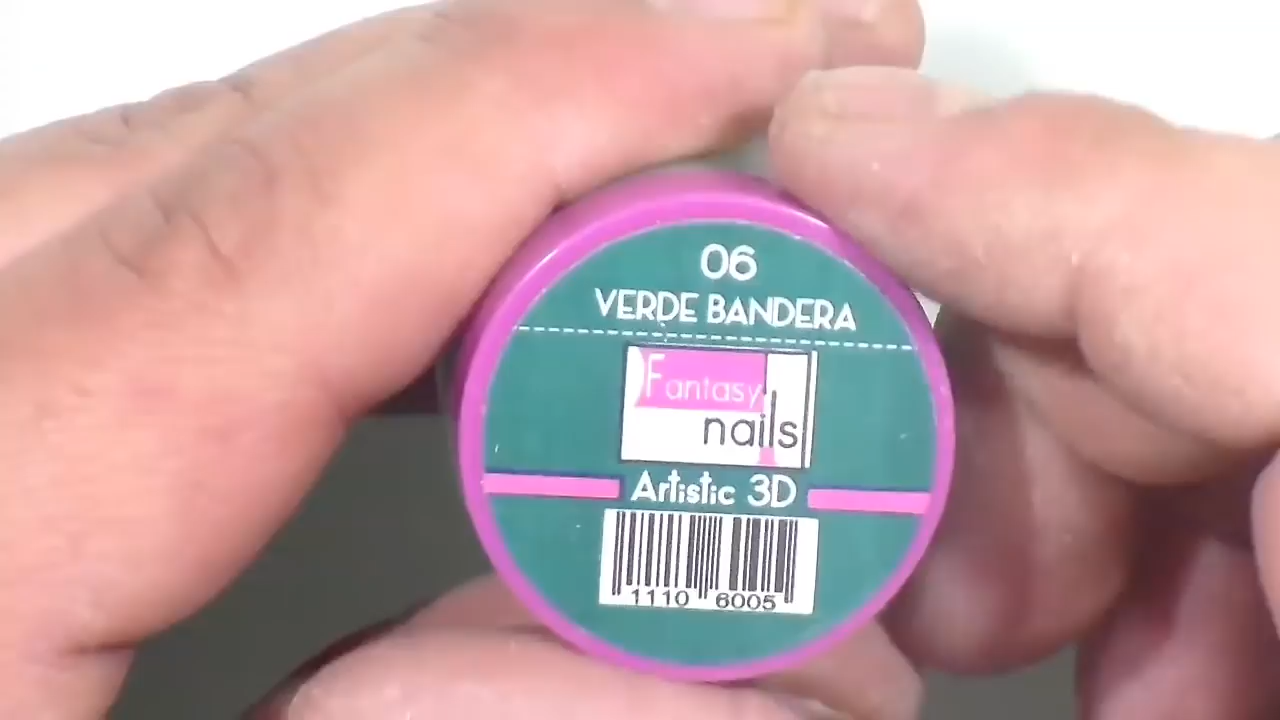 06
VERDE BANDERA
Fantasy
nails
Artistic 3D
1110 6005